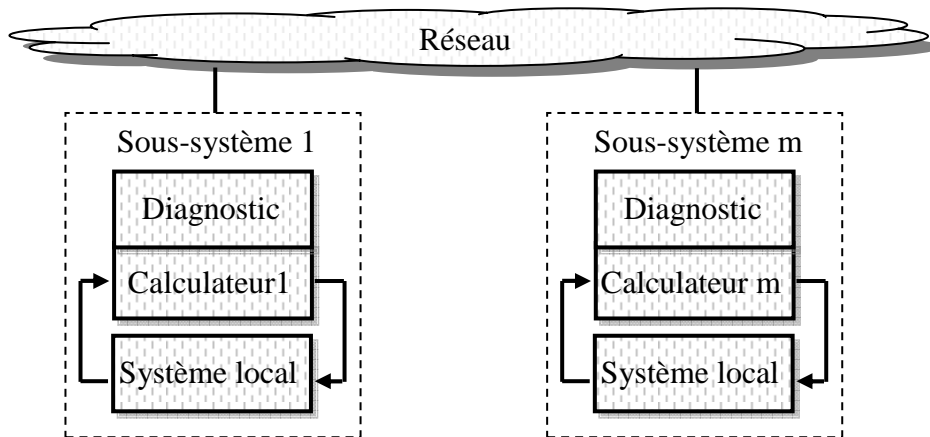 Réseau
Sous-système 1
Diagnostic
Calculateur1
Système local
Sous-système m
Diagnostic
Calculateur m
Système local